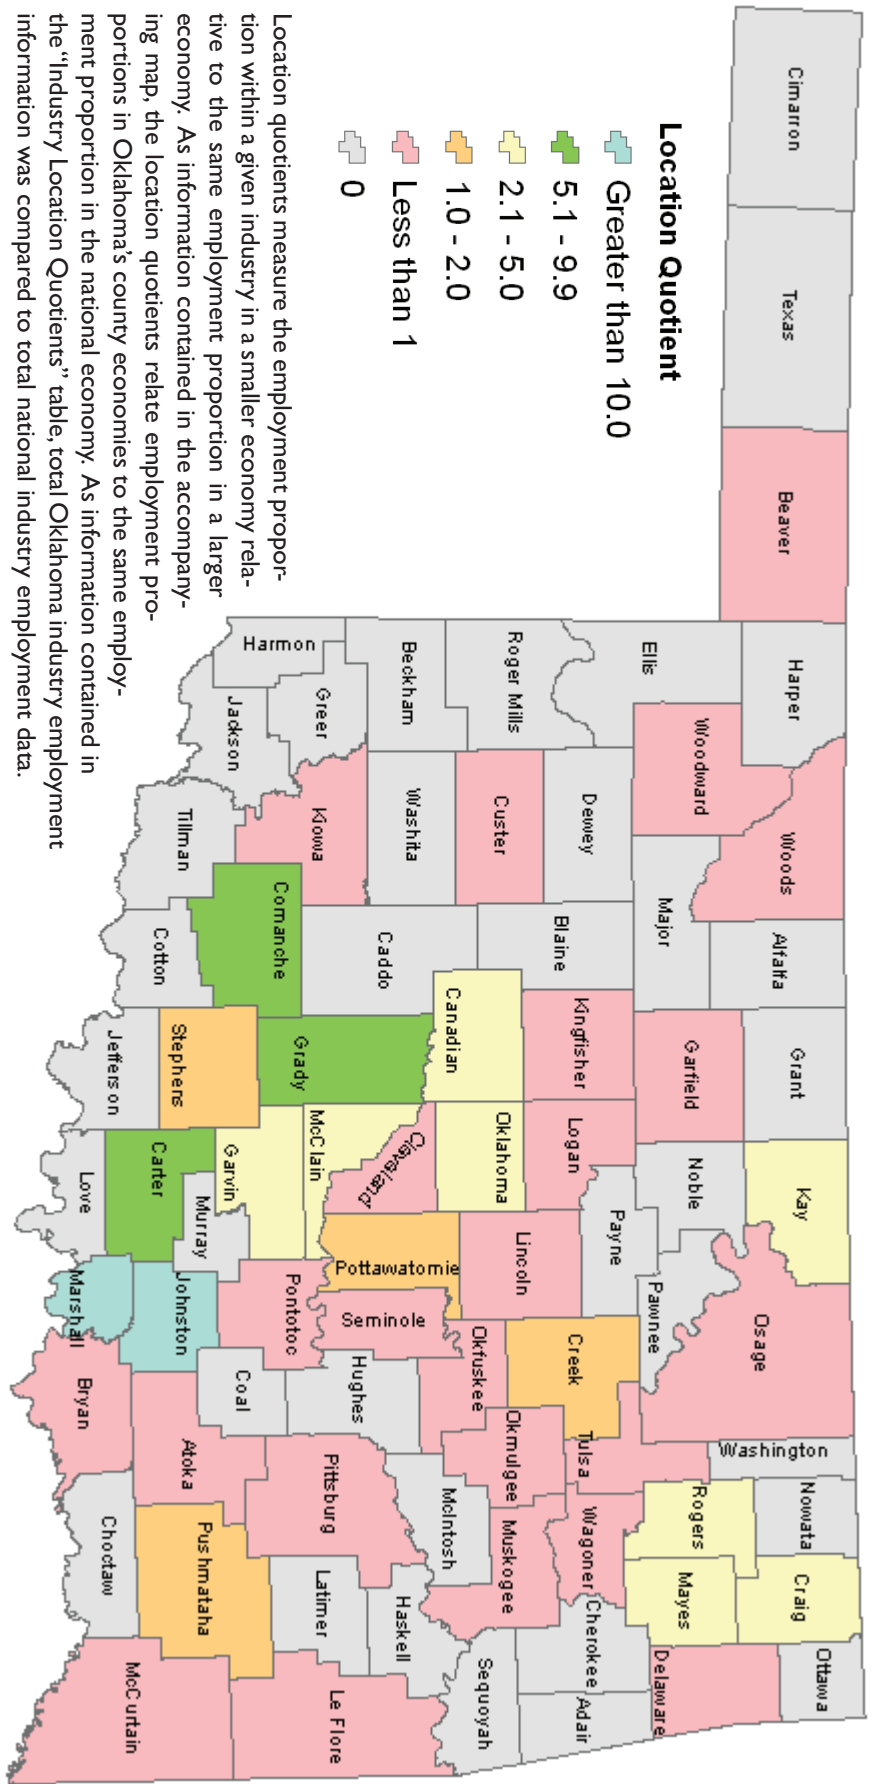 Cimarron
Texas
Beaver
Harper
Woods
Alfalfa
Grant
Kay
Osage
Washington
Nowata
Craig
Ottawa
Ellis
Woodward
Major
Garfield
Noble
Pawnee
Rogers
Mayes
Delaware
Roger Mills
Dewey
Blaine
Kingfisher
Logan
Payne
Creek
Tulsa
Wagoner
Cherokee
Adair
Beckham
Custer
Washita
Caddo
Canadian
Oklahoma
Lincoln
Okfuskee
Okmulgee
Muskogee
McIntosh
Sequoyah
Harmon
Greer
Kiowa
Jackson
Tillman
Comanche
Cotton
Grady
McClain
Cleveland
Pottawatomie
Seminole
Hughes
Haskell
Pittsburg
Latimer
Le Flore
Stephens
Garvin
Pontotoc
Jefferson
Carter
Murray
Johnston
Coal
Atoka
Pushmataha
McCurtain
Love
Marshall
Bryan
Choctaw
Location Quotient
Greater than 10.0
5.1 - 9.9
2.1 - 5.0
1.0 - 2.0
Less than 1
0
Location quotients measure the employment propor-
tion within a given industry in a smaller economy rela-
tive to the same employment proportion in a larger
economy. As information contained in the accompany-
ing map, the location quotients relate employment pro-
portions in Oklahoma's county economies to the same employ-
ment proportion in the national economy. As information contained in
the “Industry Location Quotients” table, total Oklahoma industry employment
information was compared to total national industry employment data.